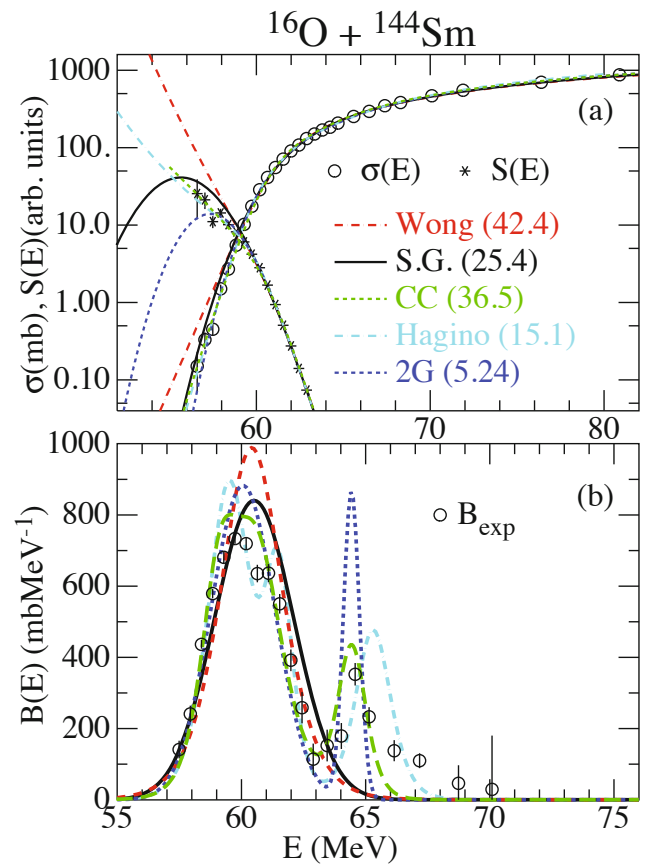 ¹⁶O + ¹⁴⁴Sm
1000
100.
10.0
1.00
0.10
σ(mb), S(E)(arb. units)
(a)
σ(E) S(E)
Wong (42.4)
S.G. (25.4)
CC (36.5)
Hagino (15.1)
2G (5.24)
60 70 80
1000
800
600
400
200
0
B(E) (mbMeV⁻¹)
(b)
B_exp
55 60 65 70 75
E (MeV)